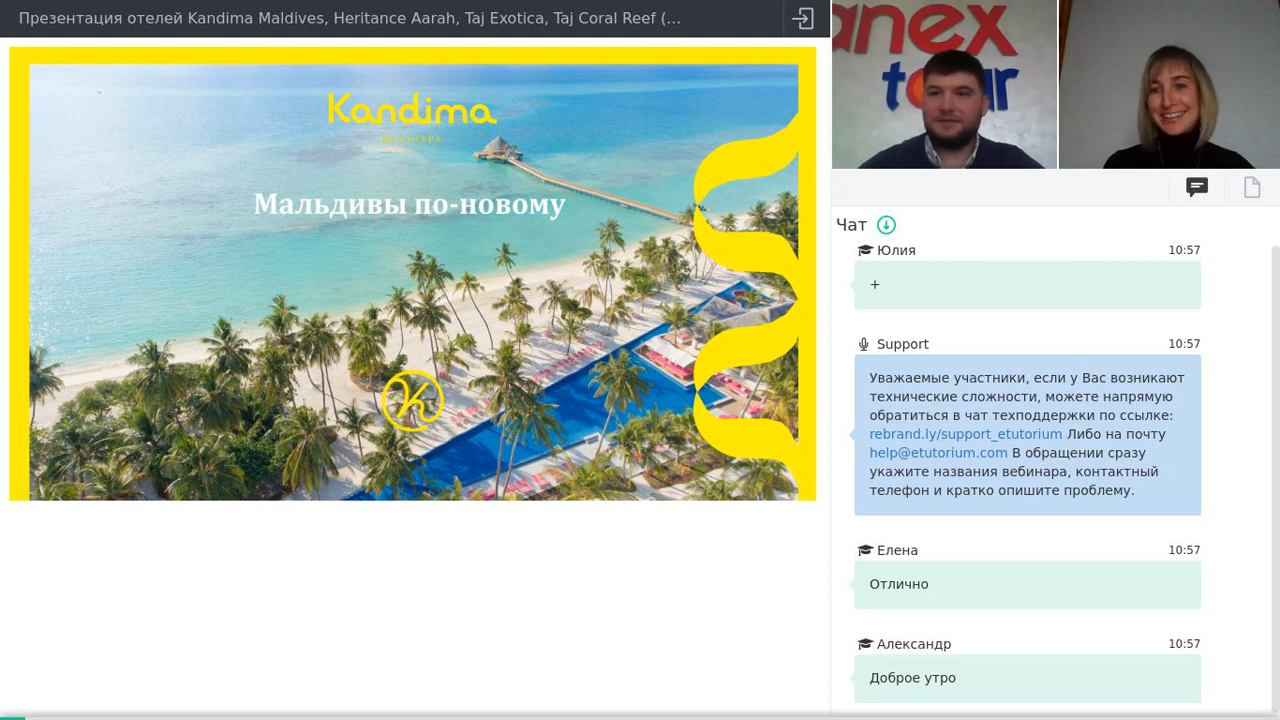 Презентация отелей Kandima Maldives, Heritance Aarah, Taj Exotica, Taj Coral Reef (...
Kandima
MALDIVES
Мальдивы по-новому
K
anex
tour
Чат
Юлия 10:57
+
Support 10:57
Уважаемые участники, если у Вас возникают
технические сложности, можете напрямую
обратиться в чат техподдержки по ссылке:
rebrand.ly/support_etutorium Либо на почту
help@etutorium.com В обращении сразу
укажите названия вебинара, контактный
телефон и кратко опишите проблему.
Елена 10:57
Отлично
Александр 10:57
Доброе утро